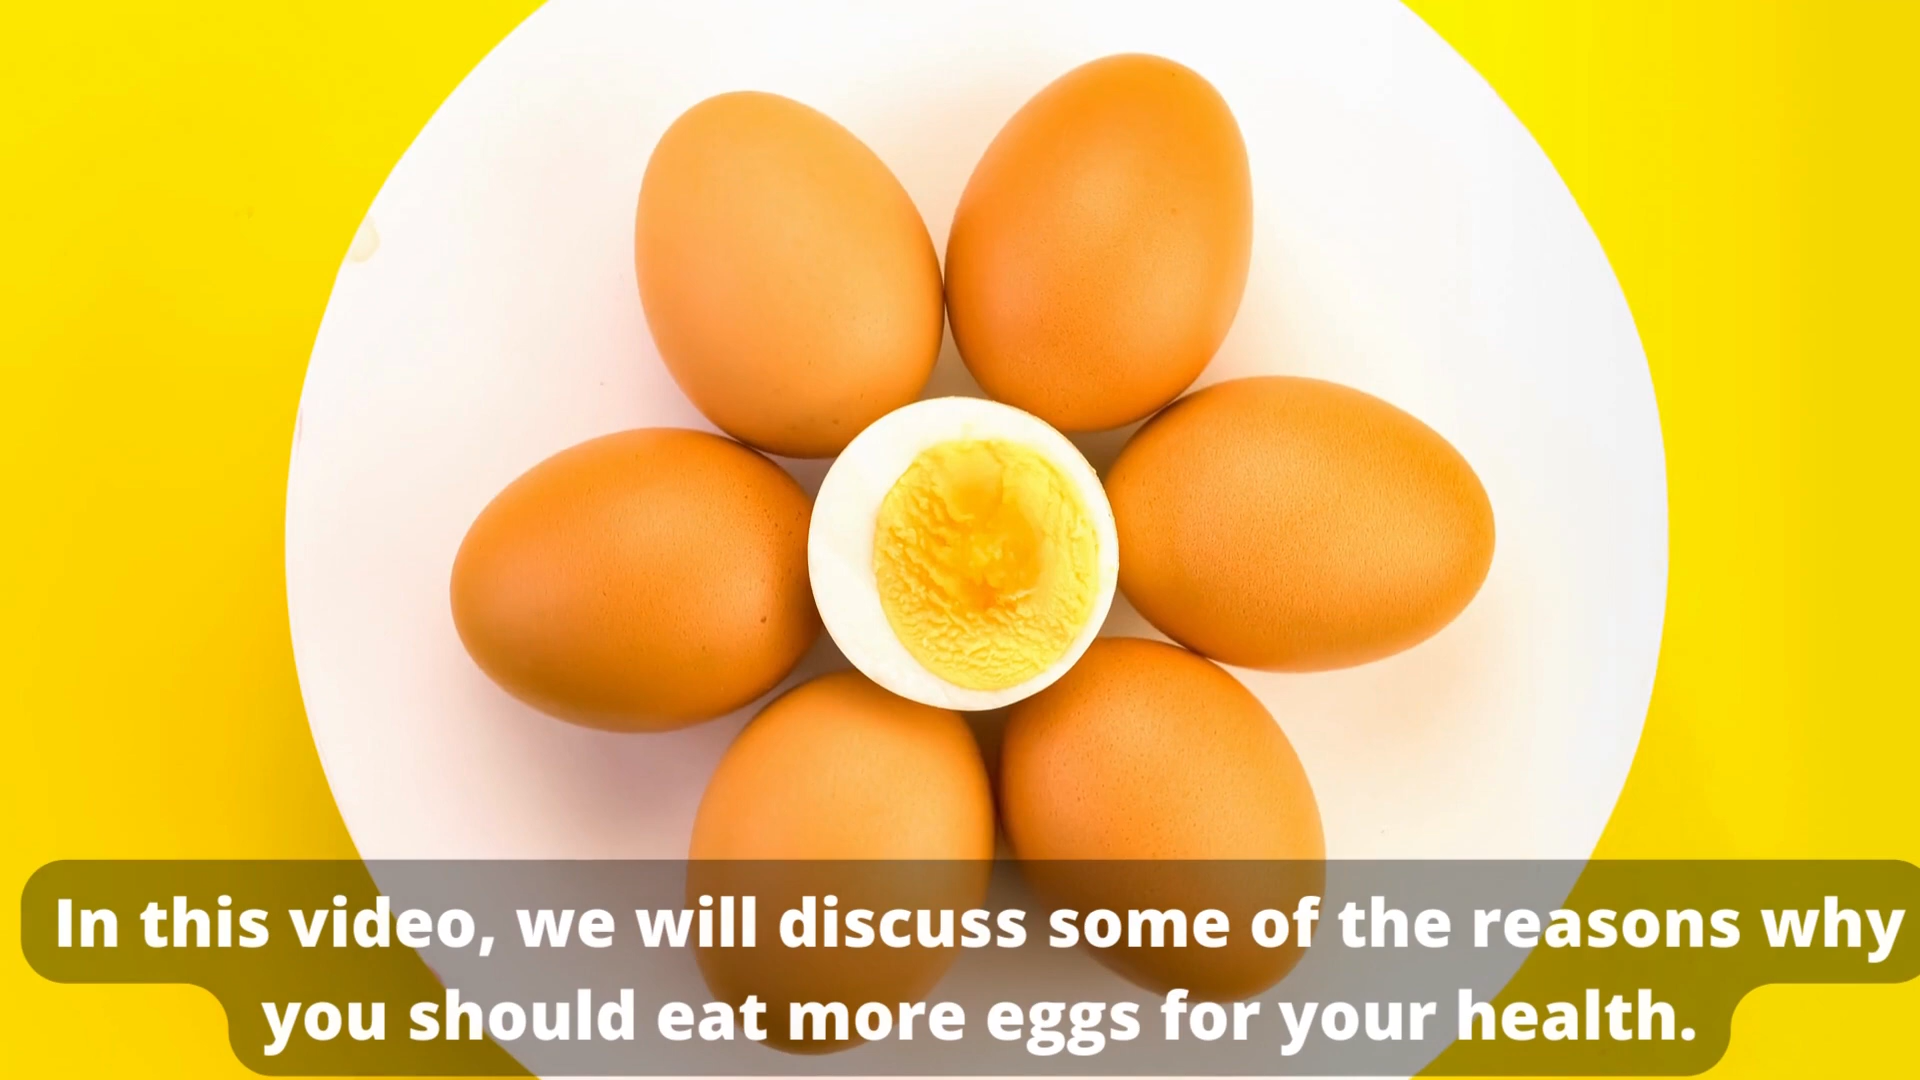 In this video, we will discuss some of the reasons why
you should eat more eggs for your health.